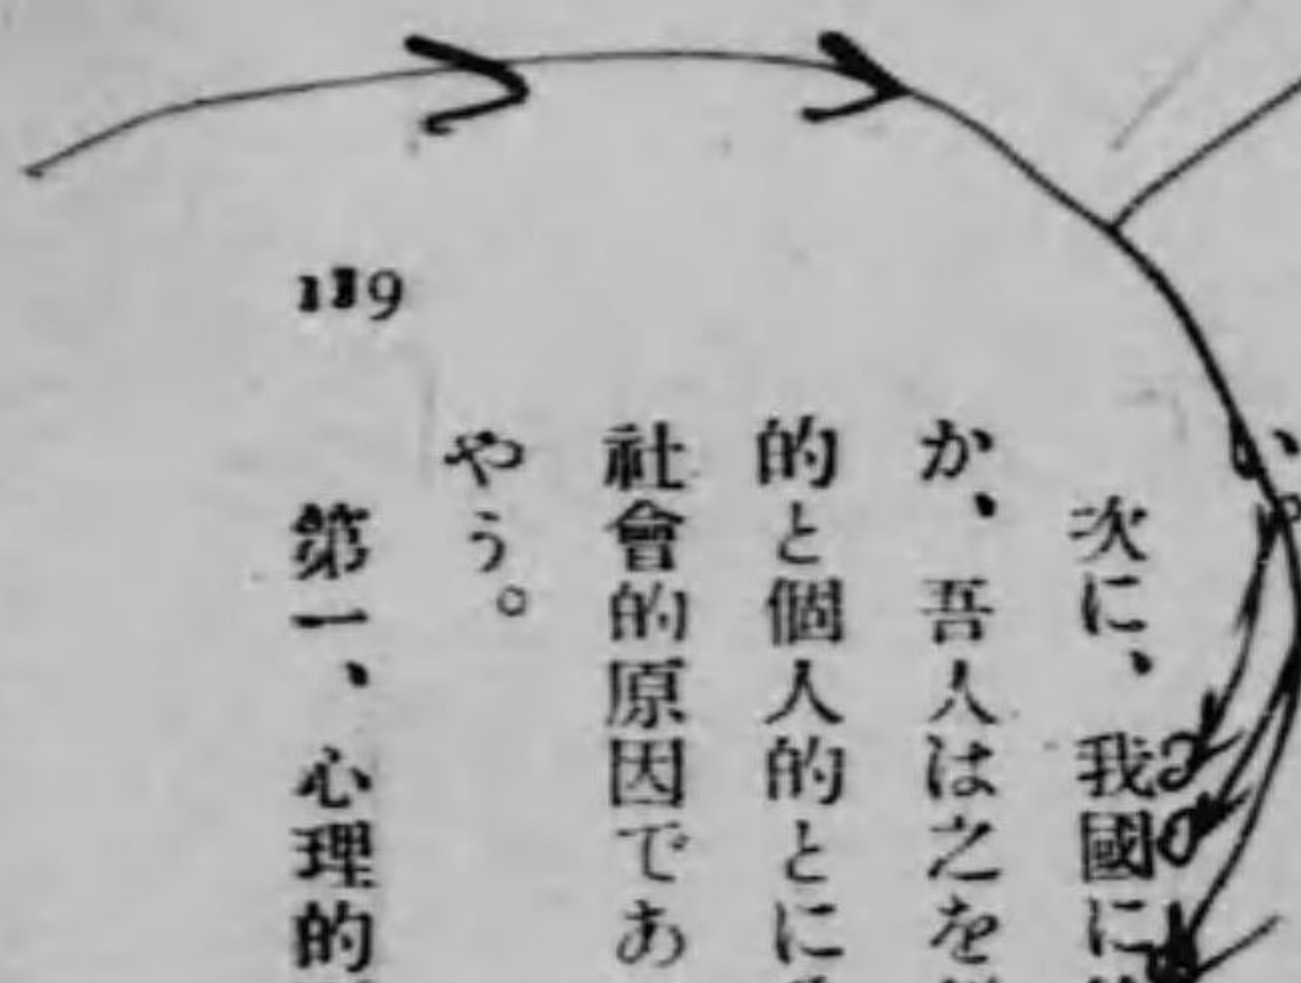 次に、我國に
か、吾人は之を
的と個人的とに
社會的原因であ
やう。
第一、心理的